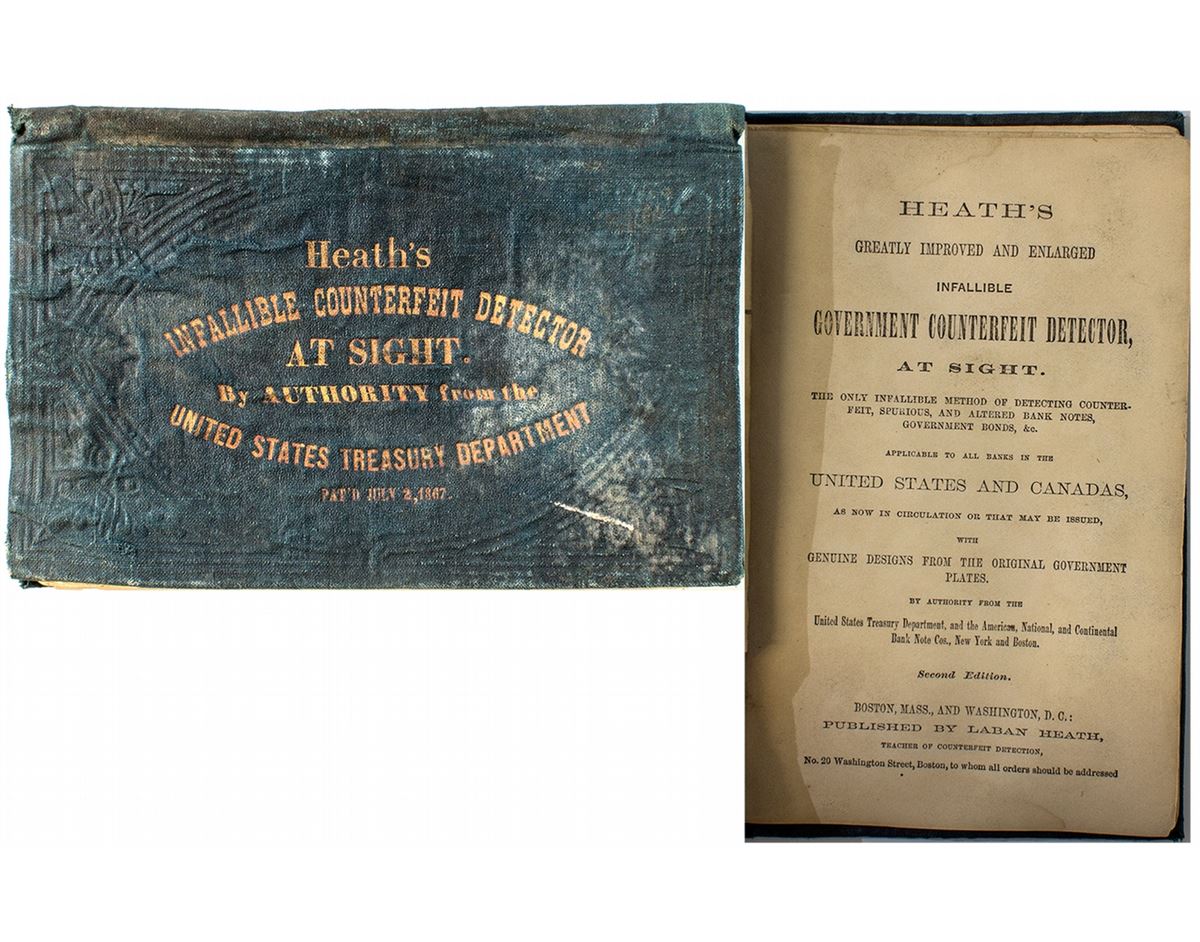 Heath's
INFALLIBLE COUNTERFEIT DETECTOR
AT SIGHT.
By AUTHORITY from the
UNITED STATES TREASURY DEPARTMENT
PAT'D JULY 2, 1867.
HEATH'S
GREATLY IMPROVED AND ENLARGED
INFALLIBLE
GOVERNMENT COUNTERFEIT DETECTOR,
AT SIGHT.
THE ONLY INFALLIBLE METHOD OF DETECTING COUNTER-
FEIT, SPURIOUS, AND ALTERED BANK NOTES,
GOVERNMENT BONDS, &c.
APPLICABLE TO ALL BANKS IN THE
UNITED STATES AND CANADAS,
AS NOW IN CIRCULATION OR THAT MAY BE ISSUED,
WITH
GENUINE DESIGNS FROM THE ORIGINAL GOVERNMENT
PLATES.
BY AUTHORITY FROM THE
United States Treasury Department, and the American, National, and Continental
Bank Note Cos., New York and Boston.
Second Edition.
BOSTON, MASS., AND WASHINGTON, D. C.:
PUBLISHED BY LABAN HEATH,
TEACHER OF COUNTERFEIT DETECTION,
No. 20 Washington Street, Boston, to whom all orders should be addressed